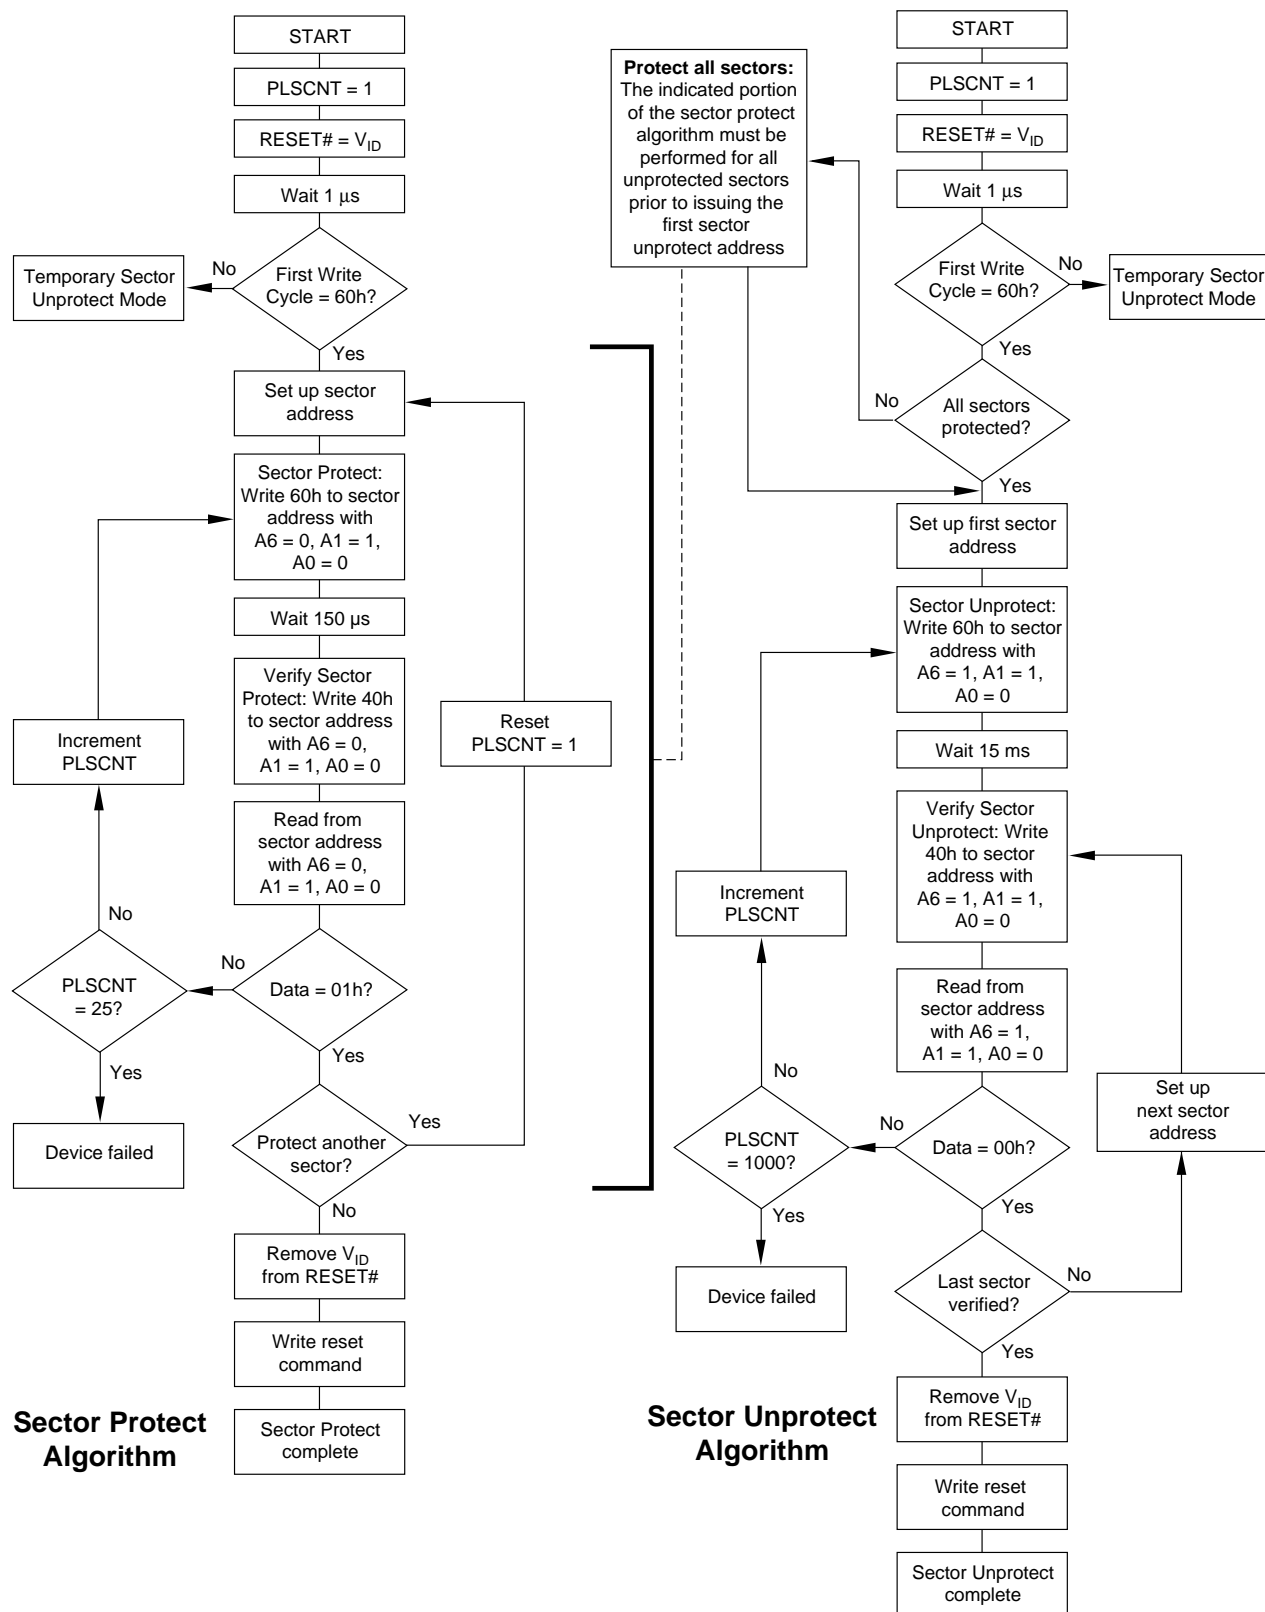 START
PLSCNT = 1
RESET# = VID
Wait 1 μs
First Write
Cycle = 60h?
No
Temporary Sector
Unprotect Mode
Yes
Set up sector
address
Sector Protect:
Write 60h to sector
address with
A6 = 0, A1 = 1,
A0 = 0
Wait 150 µs
Verify Sector
Protect: Write 40h
to sector address
with A6 = 0,
A1 = 1, A0 = 0
Increment
PLSCNT
Reset
PLSCNT = 1
Read from
sector address
with A6 = 0,
A1 = 1, A0 = 0
No
PLSCNT
= 25?
No
Data = 01h?
Yes
Yes
Device failed
Protect another
sector?
Yes
No
Remove VID
from RESET#
Write reset
command
Sector Protect
complete
Sector Protect
Algorithm
Protect all sectors:
The indicated portion
of the sector protect
algorithm must be
performed for all
unprotected sectors
prior to issuing the
first sector
unprotect address
START
PLSCNT = 1
RESET# = VID
Wait 1 μs
First Write
Cycle = 60h?
No
Temporary Sector
Unprotect Mode
Yes
No
All sectors
protected?
Yes
Set up first sector
address
Sector Unprotect:
Write 60h to sector
address with
A6 = 1, A1 = 1,
A0 = 0
Wait 15 ms
Verify Sector
Unprotect: Write
40h to sector
address with
A6 = 1, A1 = 1,
A0 = 0
Increment
PLSCNT
Read from
sector address
with A6 = 1,
A1 = 1, A0 = 0
No
Set up
next sector
address
PLSCNT
= 1000?
No
Data = 00h?
Yes
Yes
Device failed
Last sector
verified?
No
Yes
Remove VID
from RESET#
Write reset
command
Sector Unprotect
complete
Sector Unprotect
Algorithm